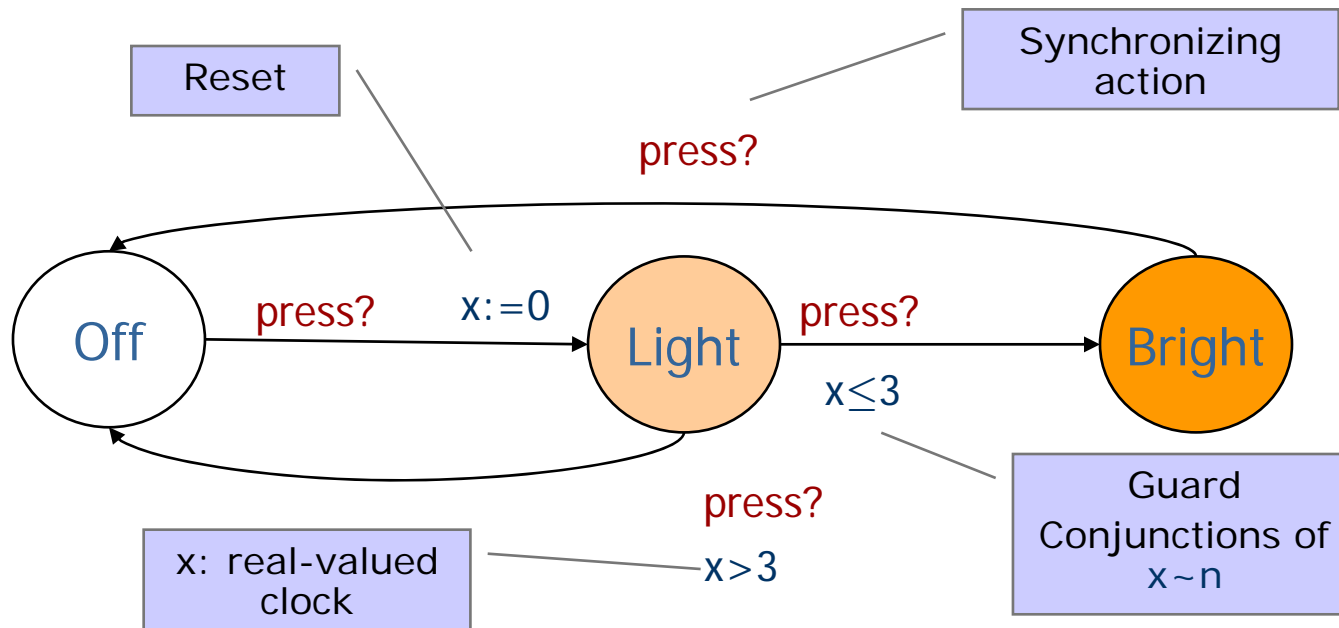 Synchronizing
action
Reset
press?
press?
x:=0
press?
Off
Light
Bright
x≤3
press?
x>3
Guard
Conjunctions of
x~n
x: real-valued
clock